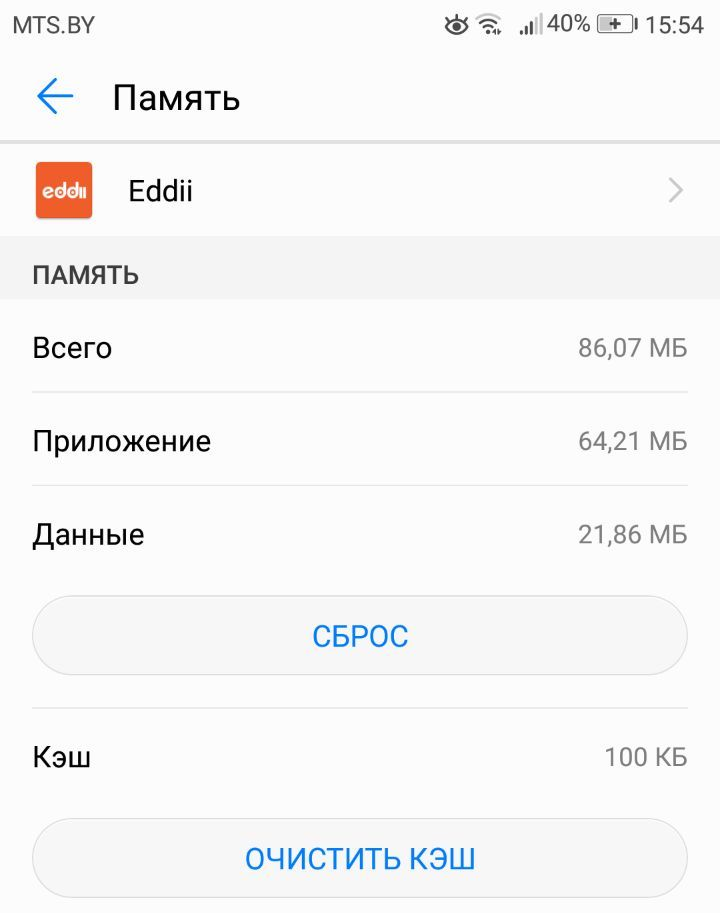 MTS.BY 40% 15:54
Память
eddii Eddii
ПАМЯТЬ
Всего 86,07 МБ
Приложение 64,21 МБ
Данные 21,86 МБ
СБРОС
Кэш 100 КБ
ОЧИСТИТЬ КЭШ